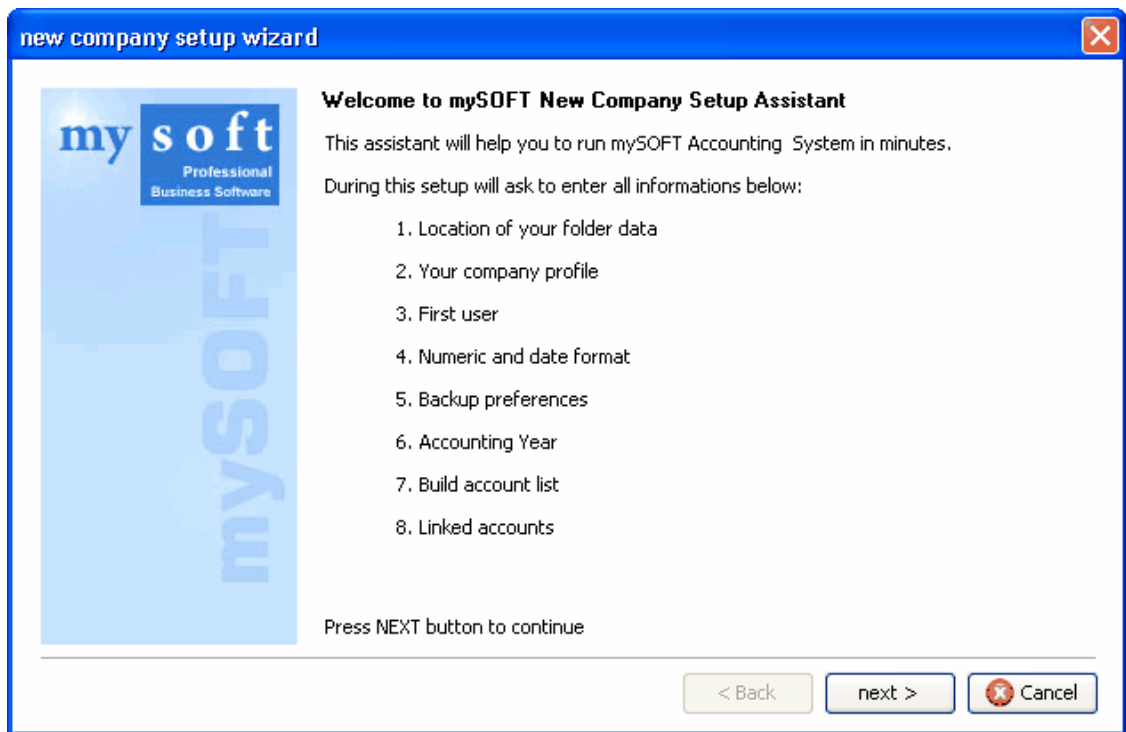 new company setup wizard
my soft
Professional
Business Software
mySOFT
Welcome to mySOFT New Company Setup Assistant
This assistant will help you to run mySOFT Accounting System in minutes.
During this setup will ask to enter all informations below:
1. Location of your folder data
2. Your company profile
3. First user
4. Numeric and date format
5. Backup preferences
6. Accounting Year
7. Build account list
8. Linked accounts
Press NEXT button to continue
< Back next > Cancel